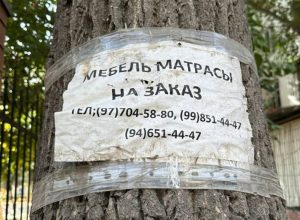 МЕБЕЛЬ МАТРАСЫ
НА ЗАКАЗ
ТЕЛ;(97)704-58-80, (99)851-44-47
(94)651-44-47